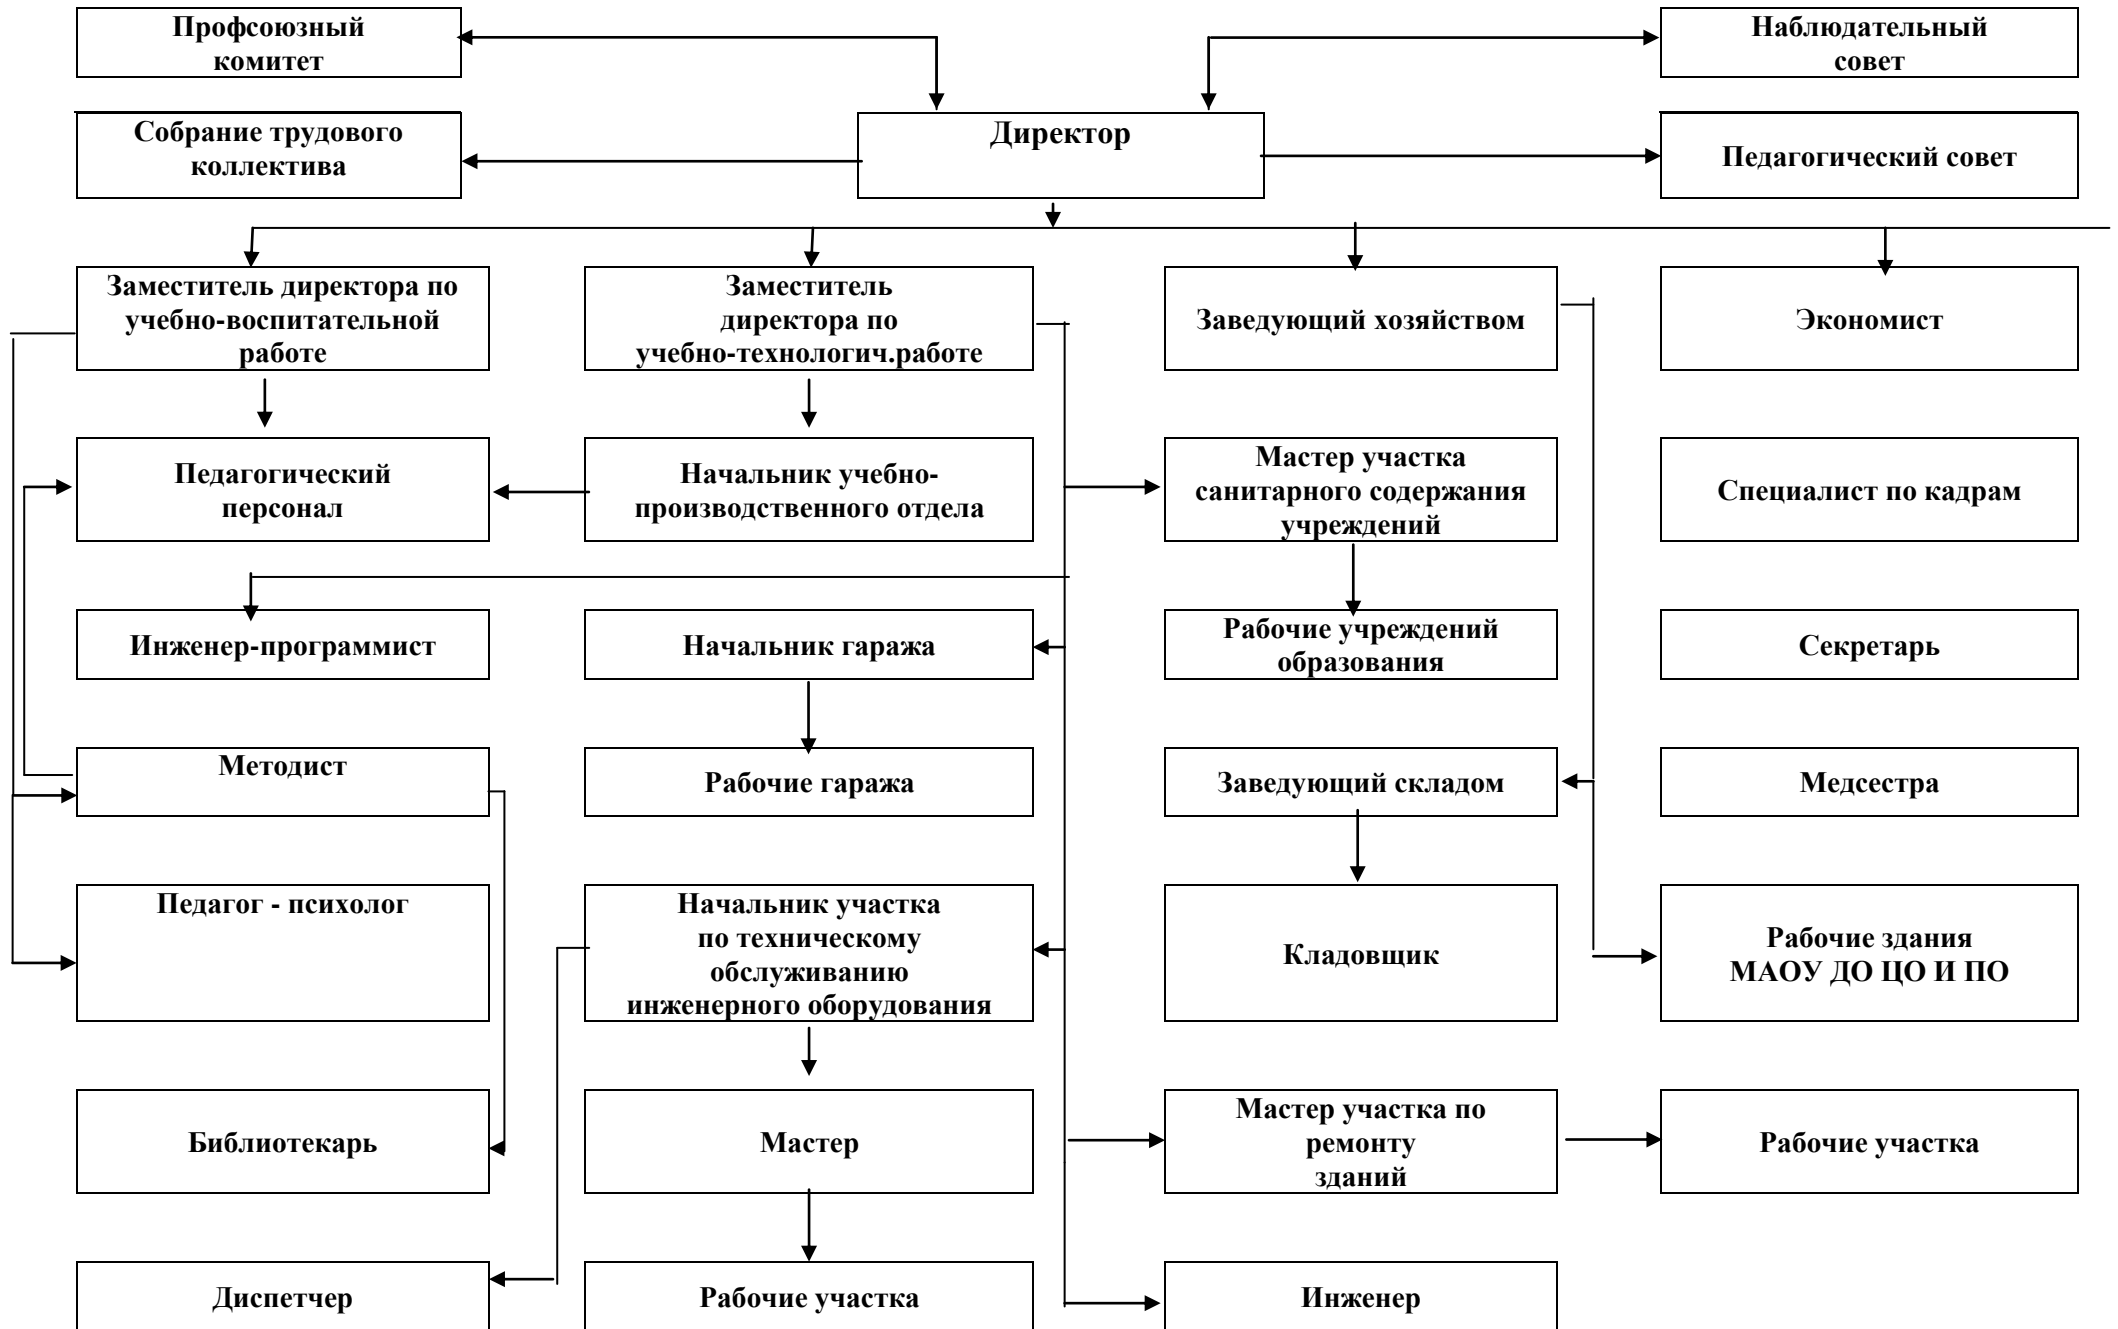 Профсоюзный
комитет
Наблюдательный
совет
Собрание трудового
коллектива
Директор
Педагогический совет
Заместитель директора по
учебно-воспитательной
работе
Заместитель
директора по
учебно-технологич.работе
Заведующий хозяйством
Экономист
Педагогический
персонал
Начальник учебно-
производственного отдела
Мастер участка
санитарного содержания
учреждений
Специалист по кадрам
Инженер-программист
Начальник гаража
Рабочие учреждений
образования
Секретарь
Методист
Рабочие гаража
Заведующий складом
Медсестра
Педагог - психолог
Начальник участка
по техническому
обслуживанию
инженерного оборудования
Кладовщик
Рабочие здания
МАОУ ДО ЦО И ПО
Библиотекарь
Мастер
Мастер участка по
ремонту
зданий
Рабочие участка
Диспетчер
Рабочие участка
Инженер